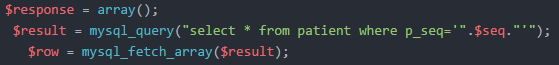 $response = array();
$result = mysql_query("select * from patient where p_seq='".$seq."'");
$row = mysql_fetch_array($result);